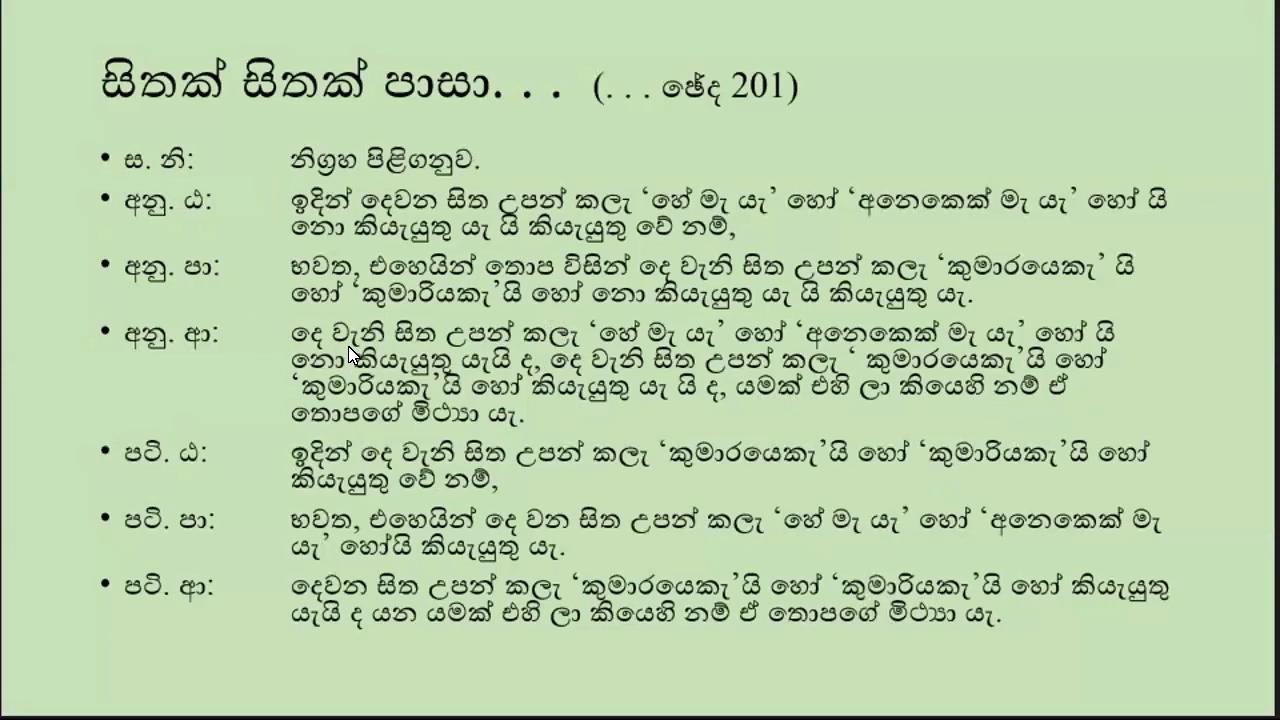 සිතක් සිතක් පාසා. . . (. . . ඡේද 201)
• ස. නි: නිග්‍රහ පිළිගනුව.
• අනු. ඨ: ඉදින් දෙවන සිත උපන් කලැ ‘හේ මැ යැ’ හෝ ‘අනෙකෙක් මැ යැ’ හෝ යි
නො කියැයුතු යැ යි කියැයුතු වේ නම්,
• අනු. පා: භවත, එහෙයින් තොප විසින් දෙ වැනි සිත උපන් කලැ ‘කුමාරයෙකැ’ යි
හෝ ‘කුමාරියකැ’යි හෝ නො කියැයුතු යැ යි කියැයුතු යැ.
• අනු. ආ: දෙ වැනි සිත උපන් කලැ ‘හේ මැ යැ’ හෝ ‘අනෙකෙක් මැ යැ’ හෝ යි
නො කියැයුතු යැයි ද, දෙ වැනි සිත උපන් කලැ ‘ කුමාරයෙකැ’යි හෝ
‘කුමාරියකැ’යි හෝ කියැයුතු යැ යි ද, යමක් එහි ලා කියෙහි නම් ඒ
තොපගේ මිථ්‍යා යැ.
• පටි. ඨ: ඉදින් දෙ වැනි සිත උපන් කලැ ‘කුමාරයෙකැ’යි හෝ ‘කුමාරියකැ’යි හෝ
කියැයුතු වේ නම්,
• පටි. පා: භවත, එහෙයින් දෙ වන සිත උපන් කලැ ‘හේ මැ යැ’ හෝ ‘අනෙකෙක් මැ
යැ’ හෝයි කියැයුතු යැ.
• පටි. ආ: දෙවන සිත උපන් කලැ ‘කුමාරයෙකැ’යි හෝ ‘කුමාරියකැ’යි හෝ කියැයුතු
යැයි ද යන යමක් එහි ලා කියෙහි නම් ඒ තොපගේ මිථ්‍යා යැ.